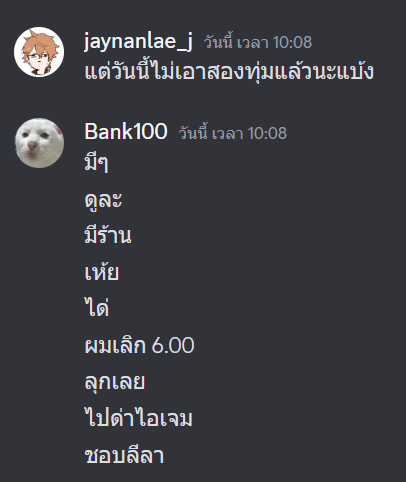 jaynanlae_j วันนี้ เวลา 10:08
แต่วันนี้ไม่เอาสองทุ่มแล้วนะแบ้ง
Bank100 วันนี้ เวลา 10:08
มีๆ
ดูละ
มีร้าน
เห้ย
ได่
ผมเลิก 6.00
ลุกเลย
ไปด่าไอเจม
ชอบลีลา